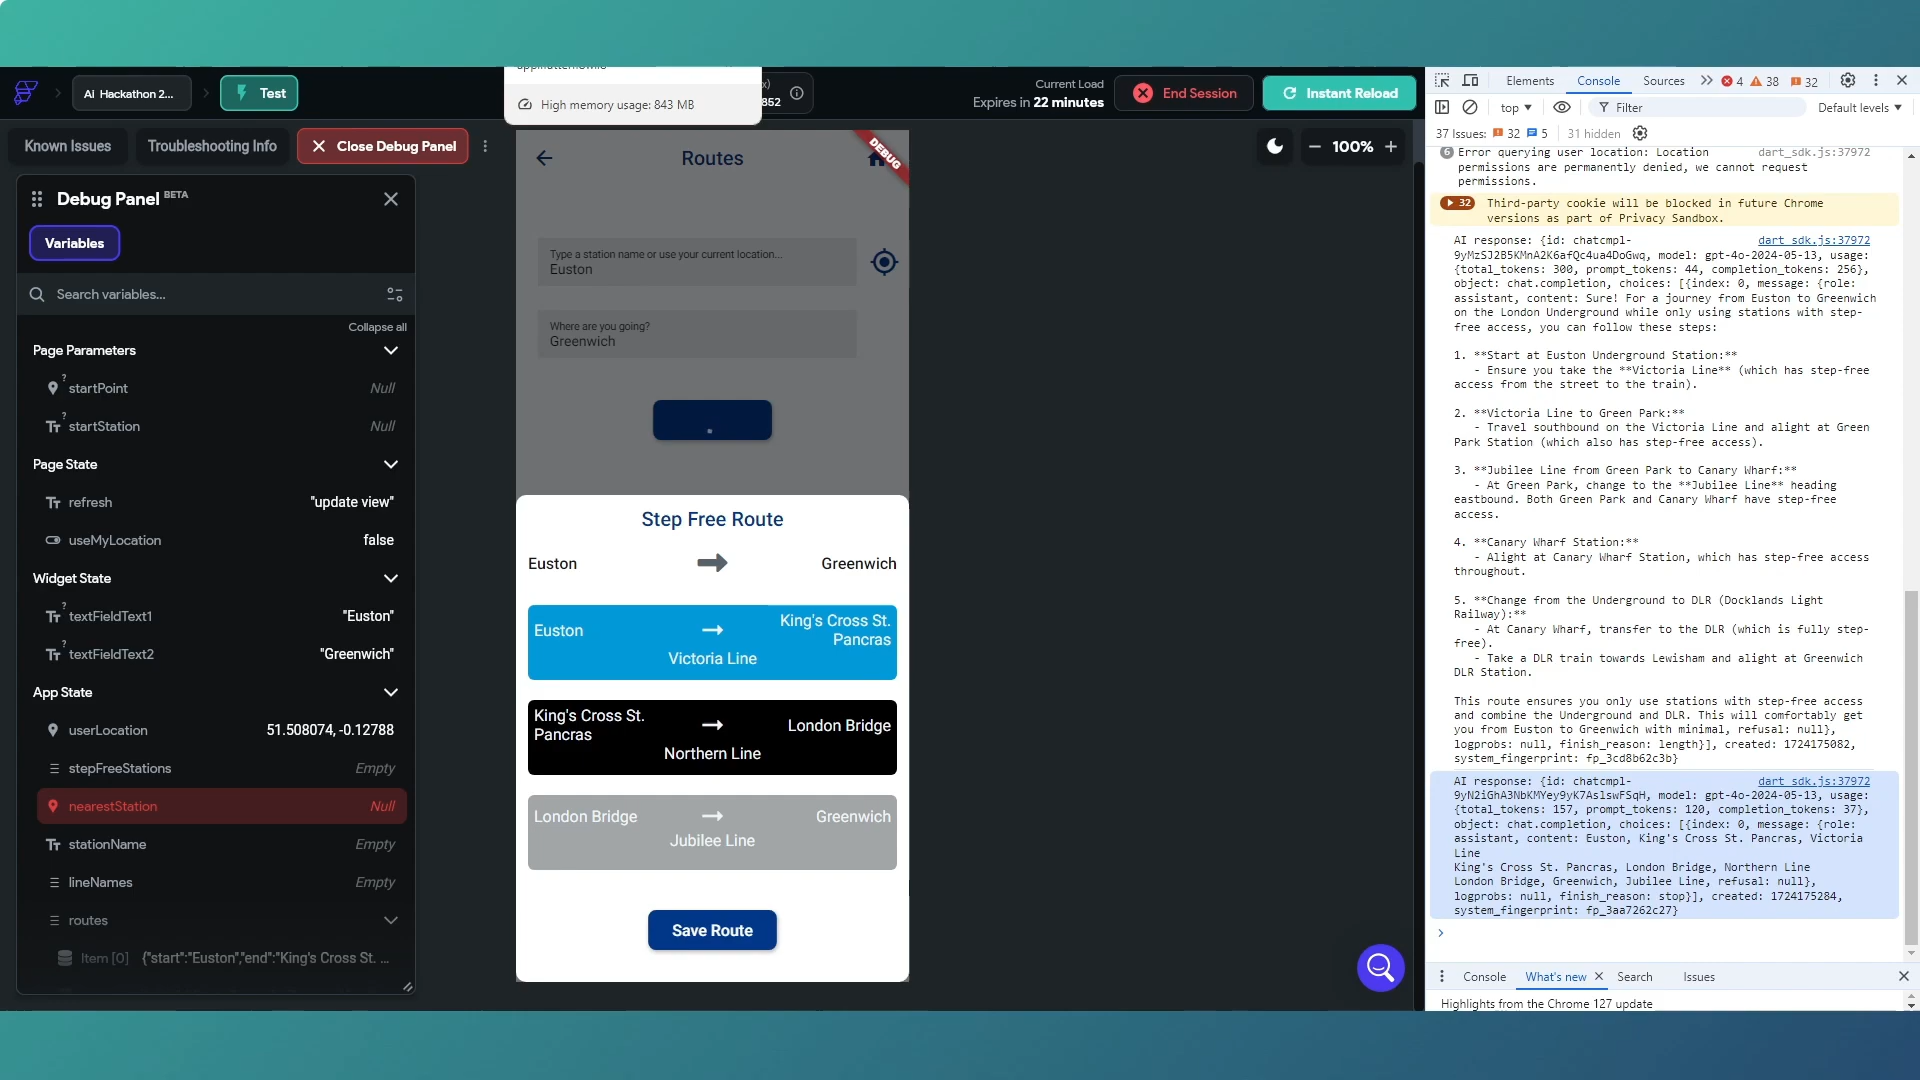 AI Hackathon 2...
Test
High memory usage: 843 MB
852
Current Load
Expires in 22 minutes
End Session
Instant Reload
Known Issues
Troubleshooting Info
Close Debug Panel
100%
Debug Panel BETA
Variables
Search variables...
Collapse all
Page Parameters
startPoint Null
startStation Null
Page State
refresh "update view"
useMyLocation false
Widget State
textFieldText1 "Euston"
textFieldText2 "Greenwich"
App State
userLocation 51.508074, -0.12788
stepFreeStations Empty
nearestStation Null
stationName Empty
lineNames Empty
routes
Item [0] {"start":"Euston","end":"King's Cross St. ...
Routes
DEBUG
Type a station name or use your current location...
Euston
Where are you going?
Greenwich
Step Free Route
Euston Greenwich
Euston
King's Cross St.
Pancras
Victoria Line
King's Cross St.
Pancras
London Bridge
Northern Line
London Bridge Greenwich
Jubilee Line
Save Route
Elements Console Sources 4 38 32
top Filter Default levels
37 Issues: 32 5 31 hidden
6 Error querying user location: Location dart_sdk.js:37972
permissions are permanently denied, we cannot request
permissions.
32 Third-party cookie will be blocked in future Chrome
versions as part of Privacy Sandbox.
AI response: {id: chatcmpl- dart_sdk.js:37972
9yMzSJ2B5KMnA2K6afQc4ua4DoGwq, model: gpt-4o-2024-05-13, usage:
{total_tokens: 300, prompt_tokens: 44, completion_tokens: 256},
object: chat.completion, choices: [{index: 0, message: {role:
assistant, content: Sure! For a journey from Euston to Greenwich
on the London Underground while only using stations with step-
free access, you can follow these steps:
1. **Start at Euston Underground Station:**
- Ensure you take the **Victoria Line** (which has step-free
access from the street to the train).
2. **Victoria Line to Green Park:**
- Travel southbound on the Victoria Line and alight at Green
Park Station (which also has step-free access).
3. **Jubilee Line from Green Park to Canary Wharf:**
- At Green Park, change to the **Jubilee Line** heading
eastbound. Both Green Park and Canary Wharf have step-free
access.
4. **Canary Wharf Station:**
- Alight at Canary Wharf Station, which has step-free access
throughout.
5. **Change from the Underground to DLR (Docklands Light
Railway):**
- At Canary Wharf, transfer to the DLR (which is fully step-
free).
- Take a DLR train towards Lewisham and alight at Greenwich
DLR Station.
This route ensures you only use stations with step-free access
and combine the Underground and DLR. This will comfortably get
you from Euston to Greenwich with minimal, refusal: null},
logprobs: null, finish_reason: length}], created: 1724175082,
system_fingerprint: fp_3cd8b62c3b}
AI response: {id: chatcmpl- dart_sdk.js:37972
9yN2iGhA3NbKMYey9yK7AslswFSqH, model: gpt-4o-2024-05-13, usage:
{total_tokens: 157, prompt_tokens: 120, completion_tokens: 37},
object: chat.completion, choices: [{index: 0, message: {role:
assistant, content: Euston, King's Cross St. Pancras, Victoria
Line
King's Cross St. Pancras, London Bridge, Northern Line
London Bridge, Greenwich, Jubilee Line, refusal: null},
logprobs: null, finish_reason: stop}], created: 1724175284,
system_fingerprint: fp_3aa7262c27}
Console What's new Search Issues
Highlights from the Chrome 127 update